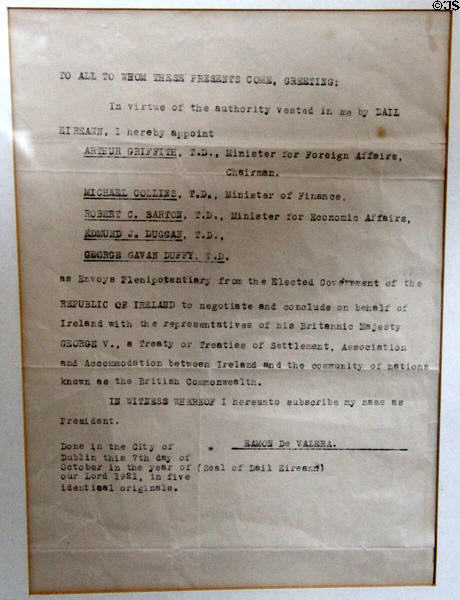 ©JS
TO ALL TO WHOM THESE PRESENTS COME, GREETING:
In virtue of the authority vested in me by DAIL
EIREANN, I hereby appoint
ARTHUR GRIFFITH, T.D., Minister for Foreign Affairs,
Chairman.
MICHAEL COLLINS, T.D., Minister of Finance,
ROBERT C. BARTON, T.D., Minister for Economic Affairs,
EDMUND J. DUGGAN, T.D.,
GEORGE GAVAN DUFFY, T.D.
as Envoys Plenipotentiary from the Elected Government of the
REPUBLIC OF IRELAND to negotiate and conclude on behalf of
Ireland with the representatives of his Britannic Majesty
GEORGE V., a Treaty or Treaties of Settlement, Association
and Accommodation between Ireland and the community of nations
known as the British Commonwealth.
IN WITNESS WHEREOF I hereunto subscribe my name as
President.
EAMON De VALERA.
Done in the City of
Dublin this 7th day of
October in the year of (Seal of Dail Eireann)
our Lord 1921, in five
identical originals.